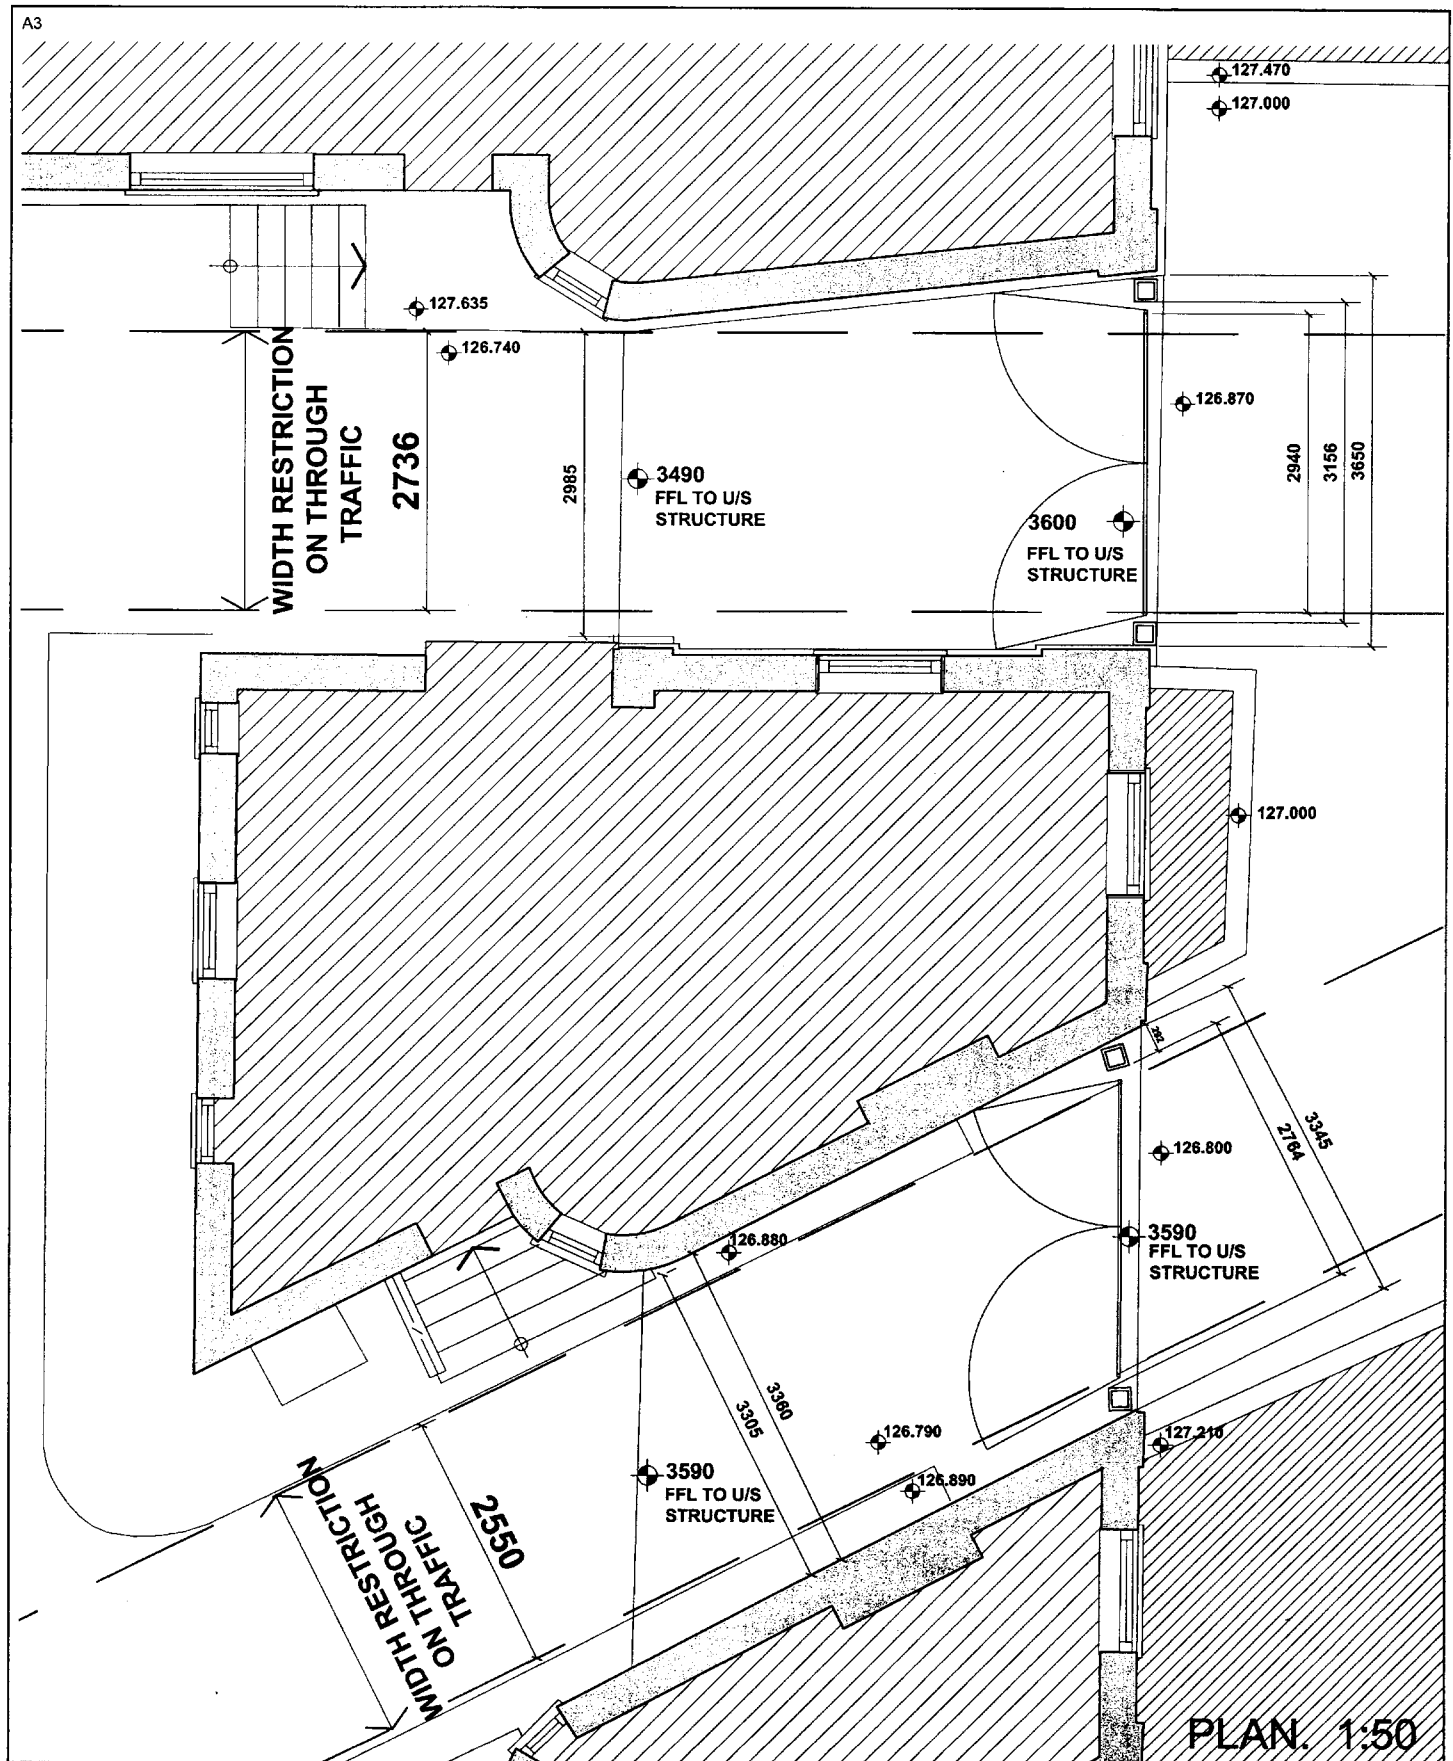 A3
127.470
127.000
127.635
126.740
WIDTH RESTRICTION
ON THROUGH
TRAFFIC
2736
2985
3490
FFL TO U/S
STRUCTURE
3600
FFL TO U/S
STRUCTURE
126.870
2940
3156
3650
127.000
292
3345
2764
126.800
3590
FFL TO U/S
STRUCTURE
126.880
3360
3305
126.790
126.890
127.210
3590
FFL TO U/S
STRUCTURE
2550
WIDTH RESTRICTION
ON THROUGH
TRAFFIC
PLAN. 1:50